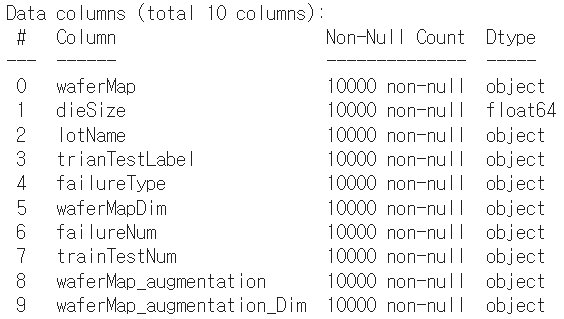 Data columns (total 10 columns):
 #   Column                     Non-Null Count  Dtype
---  ------                     --------------  -----
 0   waferMap                   10000 non-null  object
 1   dieSize                    10000 non-null  float64
 2   lotName                    10000 non-null  object
 3   trianTestLabel             10000 non-null  object
 4   failureType                10000 non-null  object
 5   waferMapDim                10000 non-null  object
 6   failureNum                 10000 non-null  object
 7   trainTestNum               10000 non-null  object
 8   waferMap_augmentation      10000 non-null  object
 9   waferMap_augmentation_Dim  10000 non-null  object